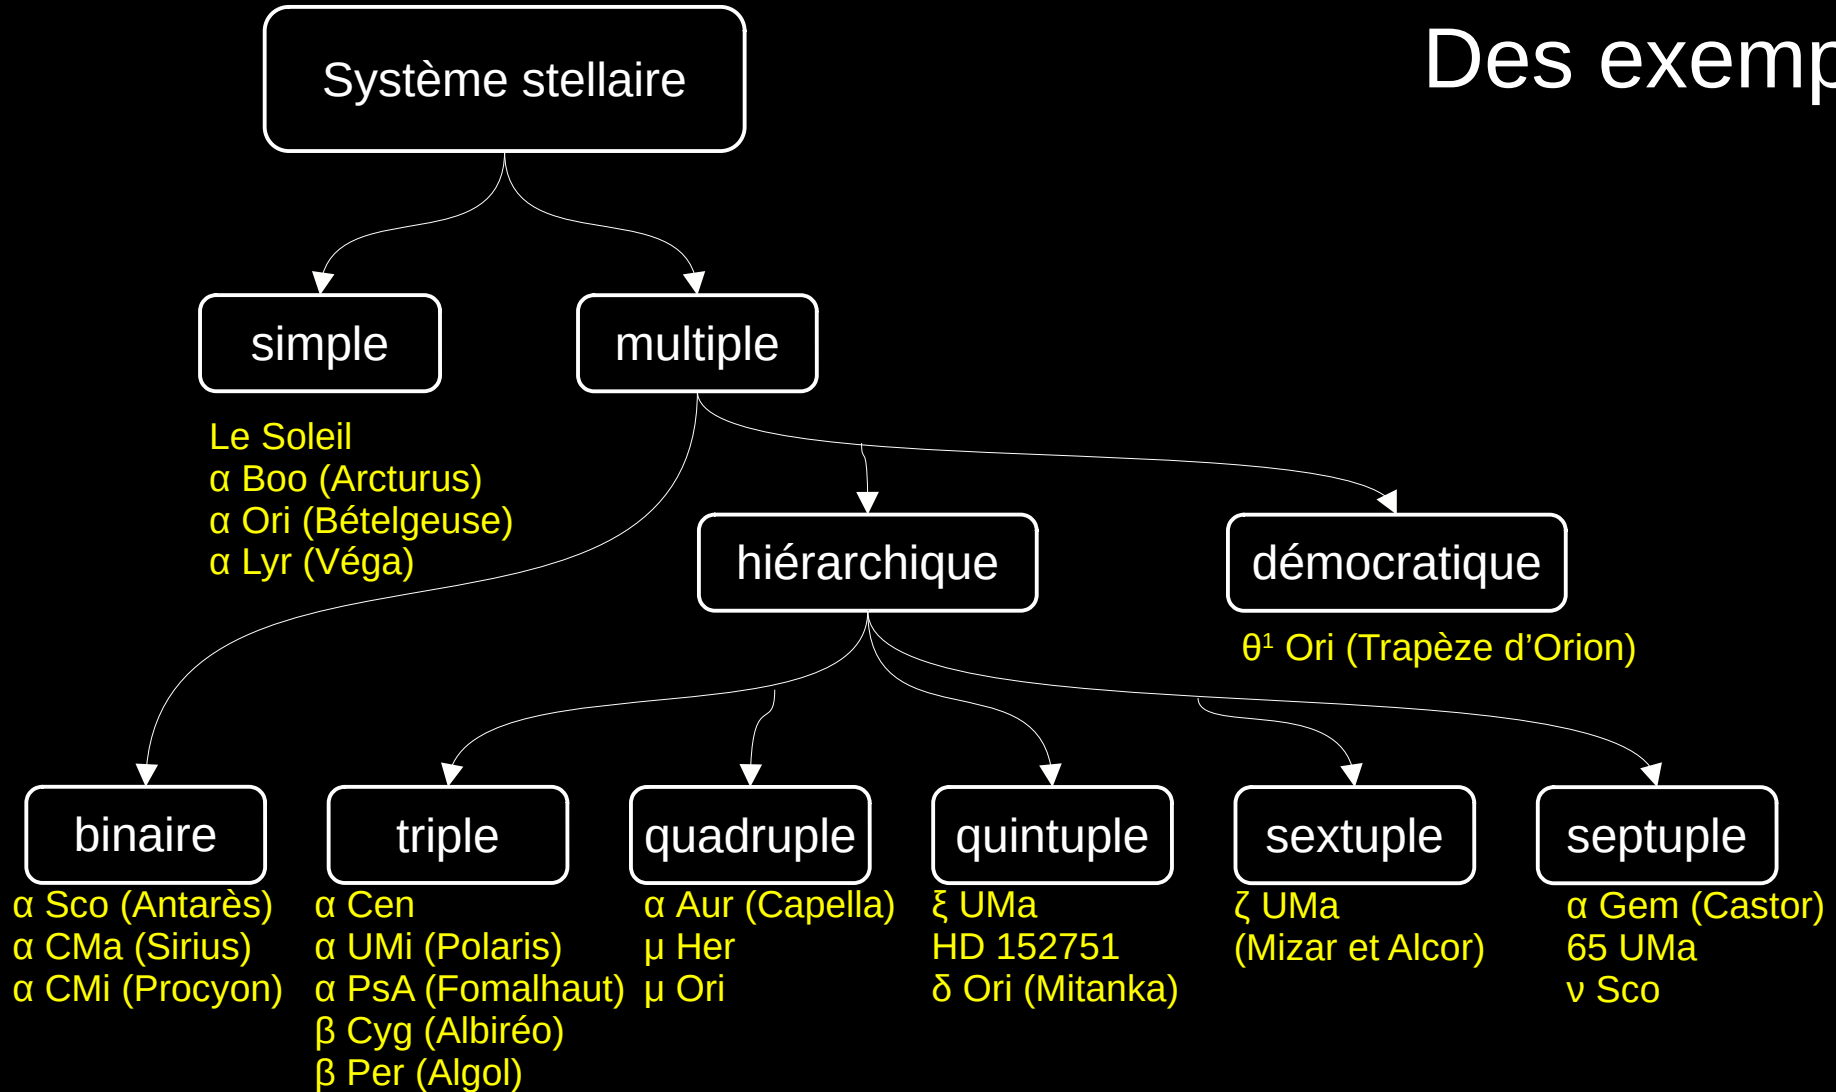 Des exemp
Système stellaire
simple
multiple
Le Soleil
α Boo (Arcturus)
α Ori (Bételgeuse)
α Lyr (Véga)
hiérarchique
démocratique
θ¹ Ori (Trapèze d’Orion)
binaire
triple
quadruple
quintuple
sextuple
septuple
α Sco (Antarès)
α CMa (Sirius)
α CMi (Procyon)
α Cen
α UMi (Polaris)
α PsA (Fomalhaut)
β Cyg (Albiréo)
β Per (Algol)
α Aur (Capella)
μ Her
μ Ori
ξ UMa
HD 152751
δ Ori (Mitanka)
ζ UMa
(Mizar et Alcor)
α Gem (Castor)
65 UMa
ν Sco